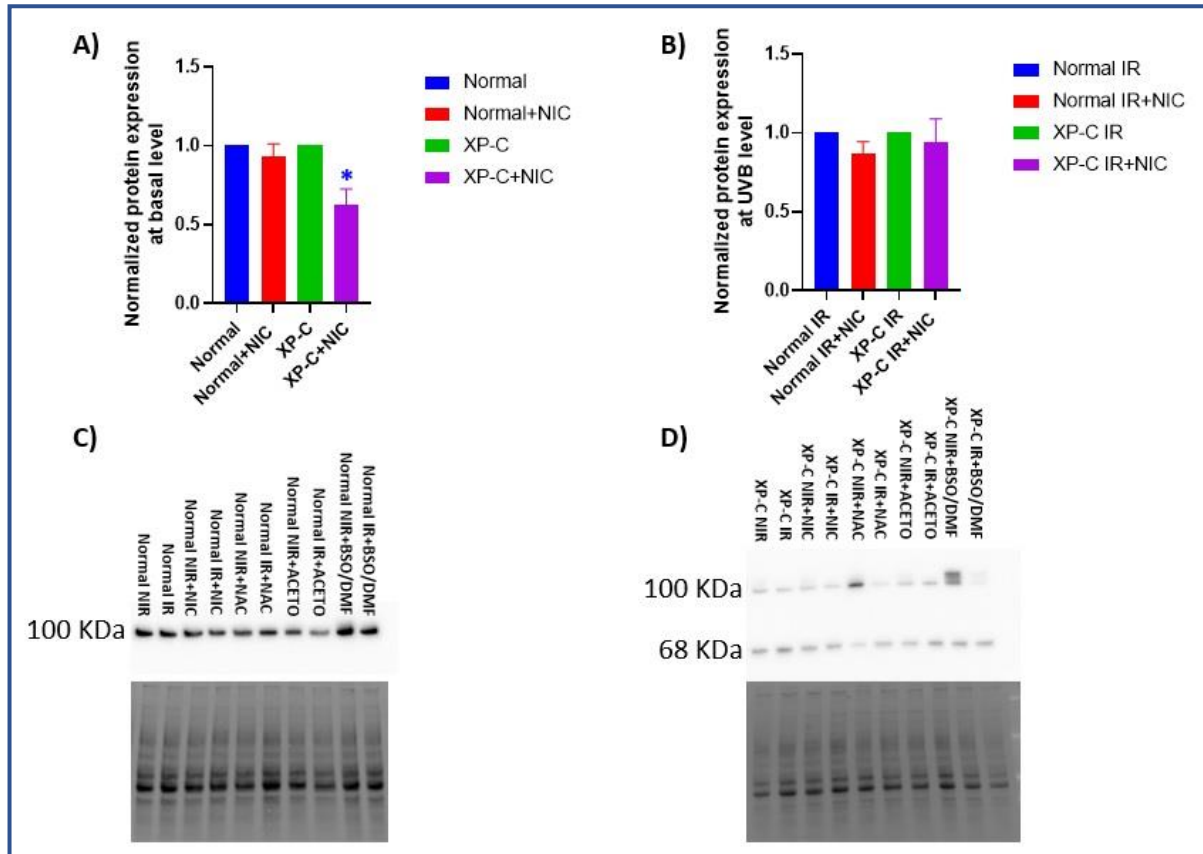 A)
Normalized protein expression
at basal level
1.5
1.0
0.5
0.0
*
Normal
Normal+NIC
XP-C
XP-C+NIC
Normal
Normal+NIC
XP-C
XP-C+NIC
B)
Normalized protein expression
at UVB level
1.5
1.0
0.5
0.0
Normal IR
Normal IR+NIC
XP-C IR
XP-C IR+NIC
Normal IR
Normal IR+NIC
XP-C IR
XP-C IR+NIC
C)
Normal NIR
Normal IR
Normal NIR+NIC
Normal IR+NIC
Normal NIR+NAC
Normal IR+NAC
Normal NIR+ACETO
Normal IR+ACETO
Normal NIR+BSO/DMF
Normal IR+BSO/DMF
100 KDa
D)
XP-C NIR
XP-C IR
XP-C NIR+NIC
XP-C IR+NIC
XP-C NIR+NAC
XP-C IR+NAC
XP-C NIR+ACETO
XP-C IR+ACETO
XP-C NIR+BSO/DMF
XP-C IR+BSO/DMF
100 KDa
68 KDa